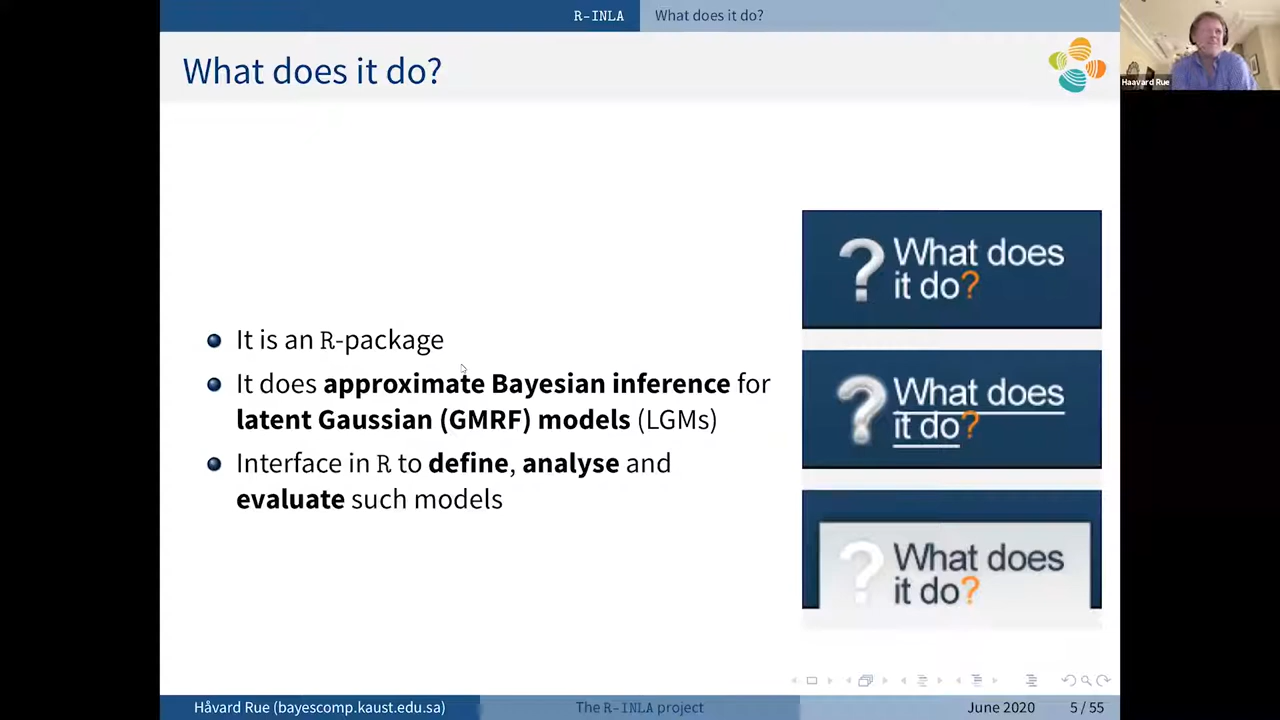 R-INLA What does it do?
What does it do?
Haavard Rue
It is an R-package
It does approximate Bayesian inference for
latent Gaussian (GMRF) models (LGMs)
Interface in R to define, analyse and
evaluate such models
? What does
it do?
? What does
it do?
? What does
it do?
Håvard Rue (bayescomp.kaust.edu.sa) The R-INLA project June 2020 5 / 55